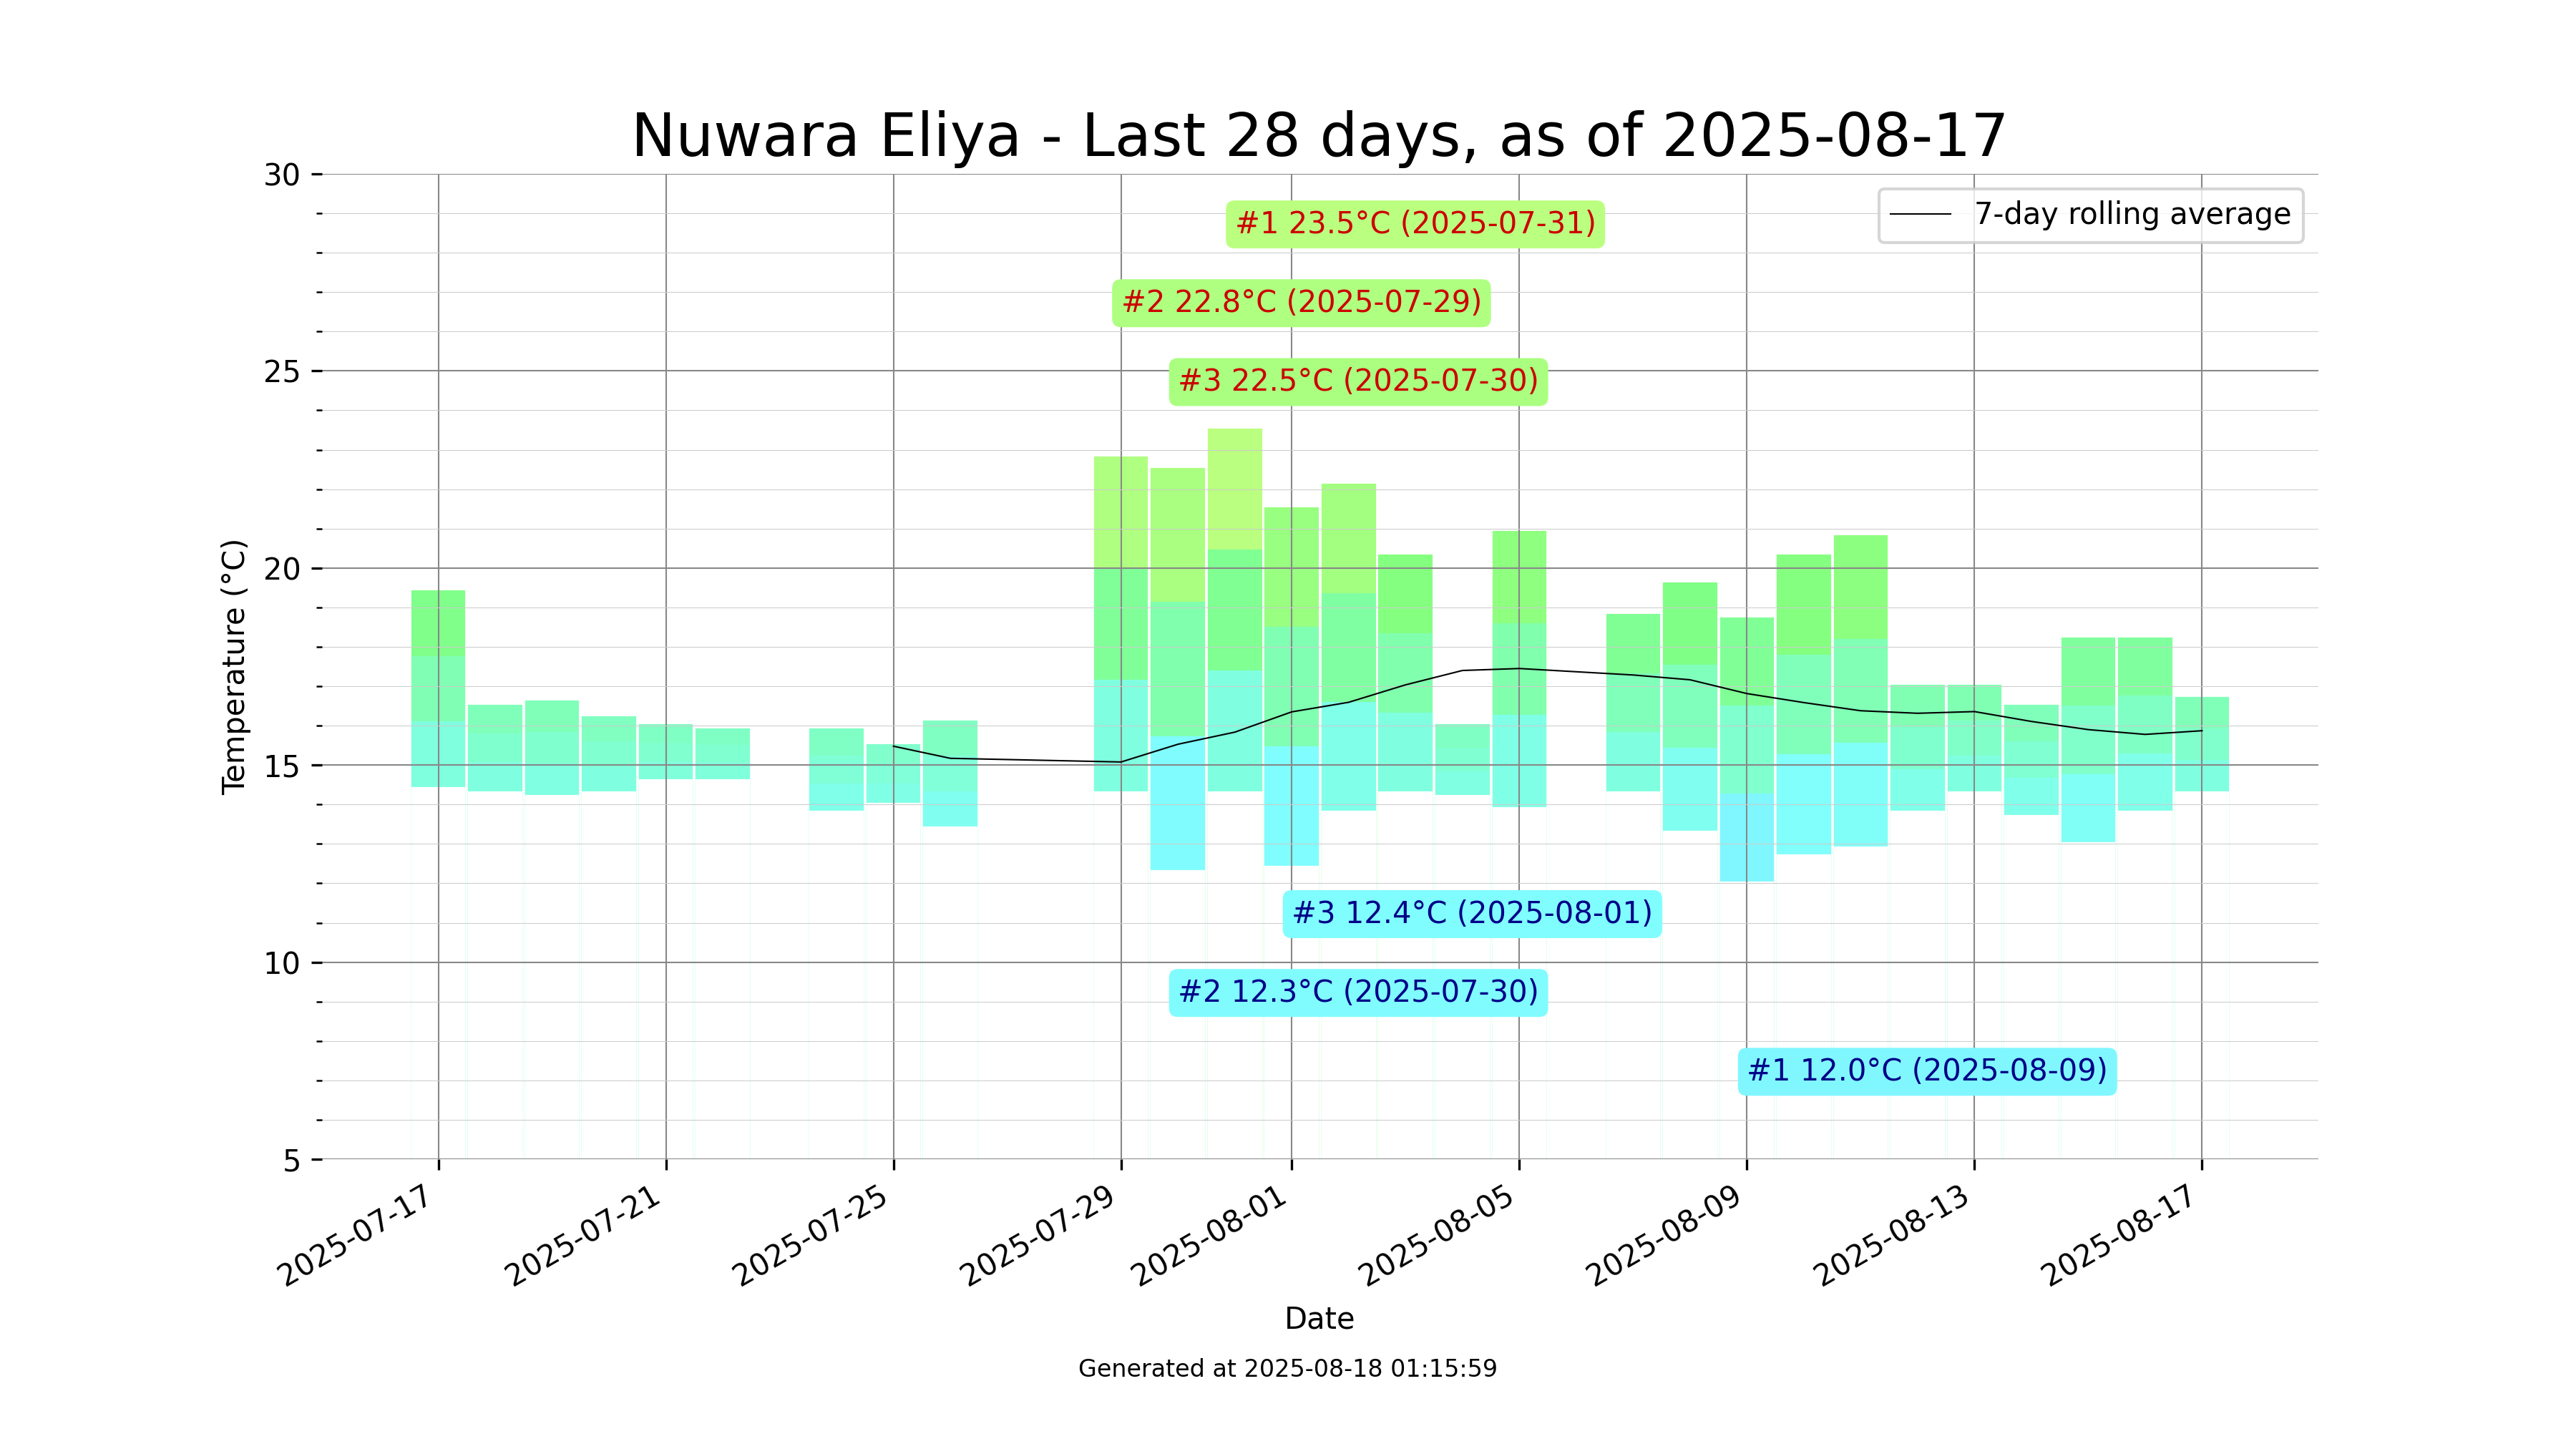 Nuwara Eliya - Last 28 days, as of 2025-08-17
7-day rolling average
#1 23.5°C (2025-07-31)
#2 22.8°C (2025-07-29)
#3 22.5°C (2025-07-30)
#3 12.4°C (2025-08-01)
#2 12.3°C (2025-07-30)
#1 12.0°C (2025-08-09)
Temperature (°C)
30
25
20
15
10
5
2025-07-17
2025-07-21
2025-07-25
2025-07-29
2025-08-01
2025-08-05
2025-08-09
2025-08-13
2025-08-17
Date
Generated at 2025-08-18 01:15:59